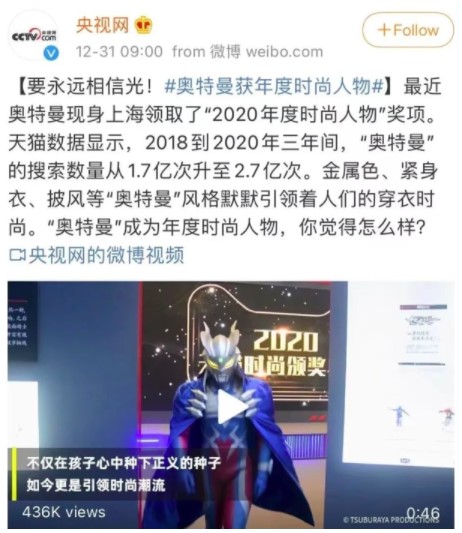 CCTV.com
央视网
12-31 09:00 from 微博 weibo.com
+Follow
【要永远相信光！#奥特曼获年度时尚人物#】最近
奥特曼现身上海领取了“2020年度时尚人物”奖项。
天猫数据显示，2018到2020年三年间，“奥特曼”
的搜索数量从1.7亿次升至2.7亿次。金属色、紧身
衣、披风等“奥特曼”风格默默引领着人们的穿衣时
尚。“奥特曼”成为年度时尚人物，你觉得怎么样？
央视网的微博视频
2020
时尚颁奖
不仅在孩子心中种下正义的种子
如今更是引领时尚潮流
436K views
© TSUBURAYA PRODUCTIONS
0:46